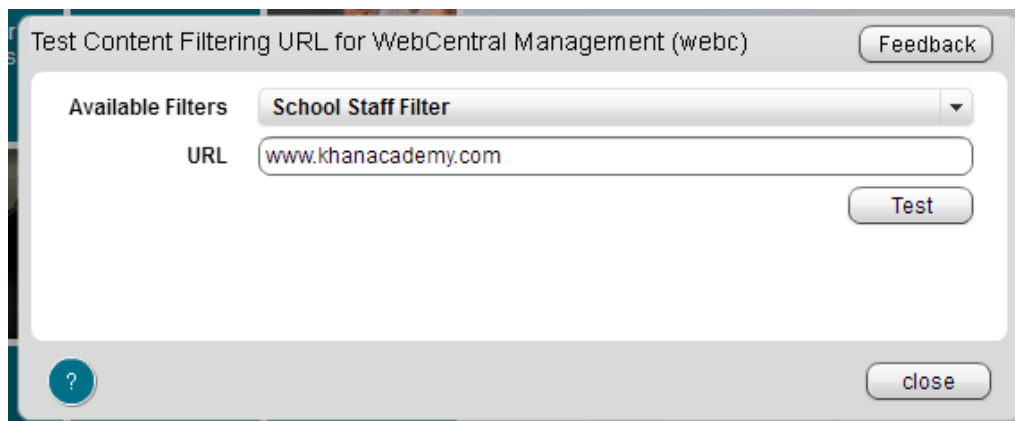 Test Content Filtering URL for WebCentral Management (webc)
Feedback
Available Filters
School Staff Filter
URL
www.khanacademy.com
Test
?
close